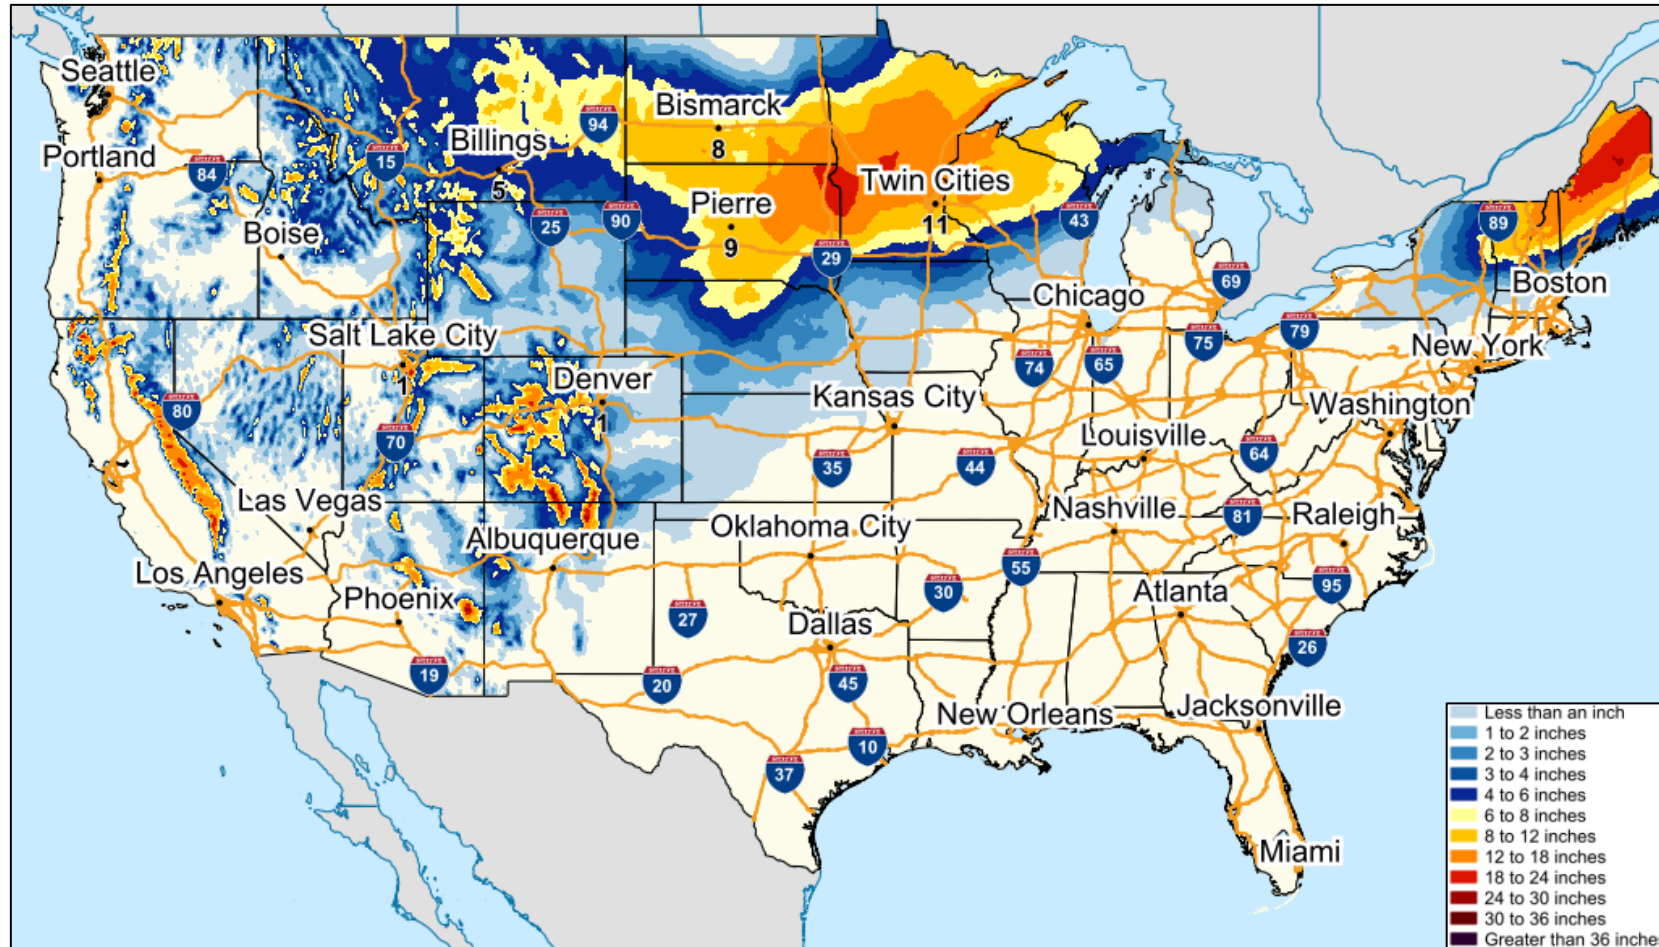 Seattle
Bismarck
8
94
Billings
5
Portland
84
15
Twin Cities
11
Pierre
9
Boise
25
90
43
89
29
69
Boston
Chicago
Salt Lake City
1
79
75
New York
74
65
Denver
1
80
70
Kansas City
Washington
Louisville
64
35
44
Las Vegas
Nashville
81
Raleigh
Oklahoma City
Albuquerque
Los Angeles
Phoenix
55
95
30
Atlanta
27
Dallas
26
19
20
45
New Orleans
Jacksonville
10
37
Miami
Less than an inch
1 to 2 inches
2 to 3 inches
3 to 4 inches
4 to 6 inches
6 to 8 inches
8 to 12 inches
12 to 18 inches
18 to 24 inches
24 to 30 inches
30 to 36 inches
Greater than 36 inches